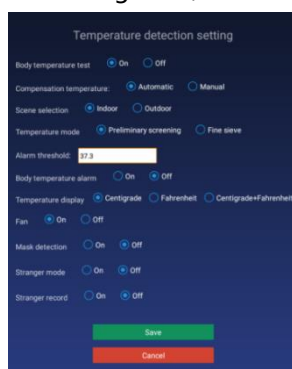 Temperature detection setting
Body temperature test On Off
Compensation temperature: Automatic Manual
Scene selection Indoor Outdoor
Temperature mode Preliminary screening Fine sieve
Alarm threshold: 37.3
Body temperature alarm On Off
Temperature display Centigrade Fahrenheit Centigrade+Fahrenheit
Fan On Off
Mask detection On Off
Stranger mode On Off
Stranger record On Off
Save
Cancel